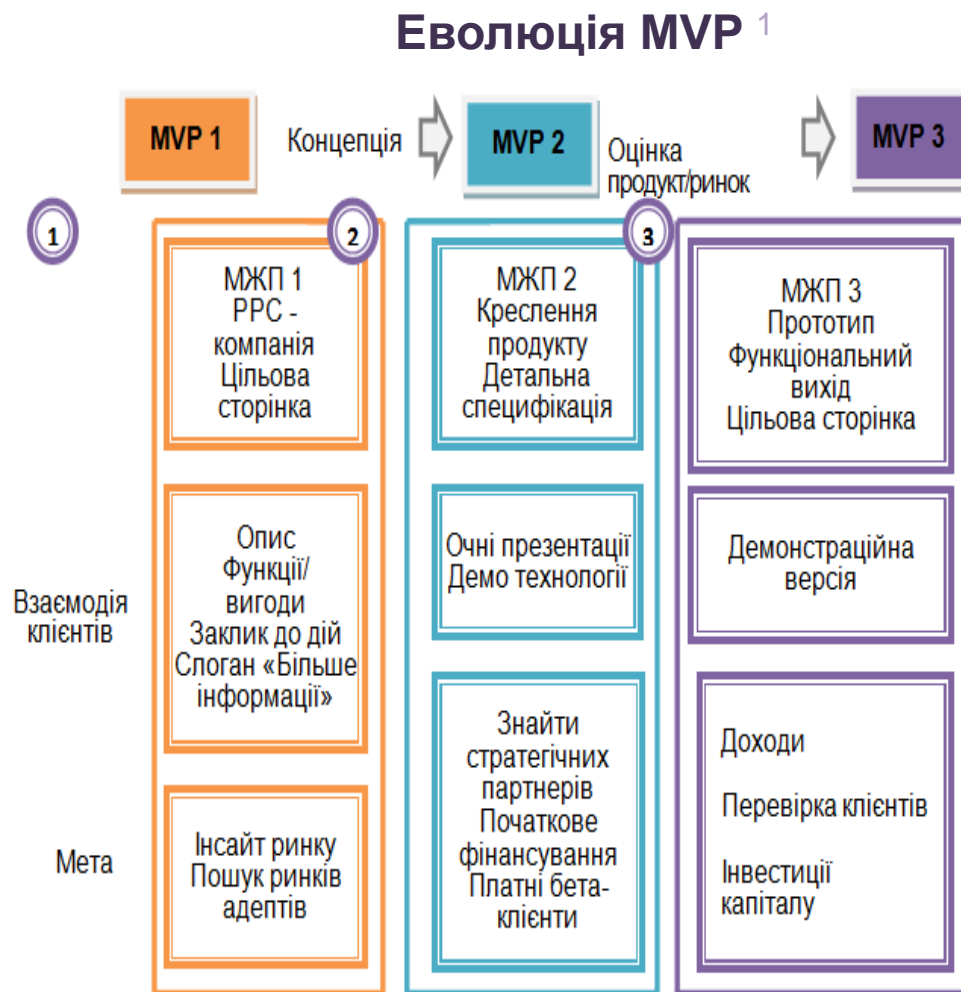 Еволюція MVP 1
MVP 1
Концепція
MVP 2
Оцінка
продукт/ринок
MVP 3
1
2
3
МЖП 1
PPC -
компанія
Цільова
сторінка
МЖП 2
Креслення
продукту
Детальна
специфікація
МЖП 3
Прототип
Функціональний
вихід
Цільова сторінка
Взаємодія
клієнтів
Опис
Функції/
вигоди
Заклик до дій
Слоган «Більше
інформації»
Очні презентації
Демо технології
Демонстраційна
версія
Мета
Інсайт ринку
Пошук ринків
адептів
Знайти
стратегічних
партнерів
Початкове
фінансування
Платні бета-
клієнти
Доходи
Перевірка клієнтів
Інвестиції
капіталу